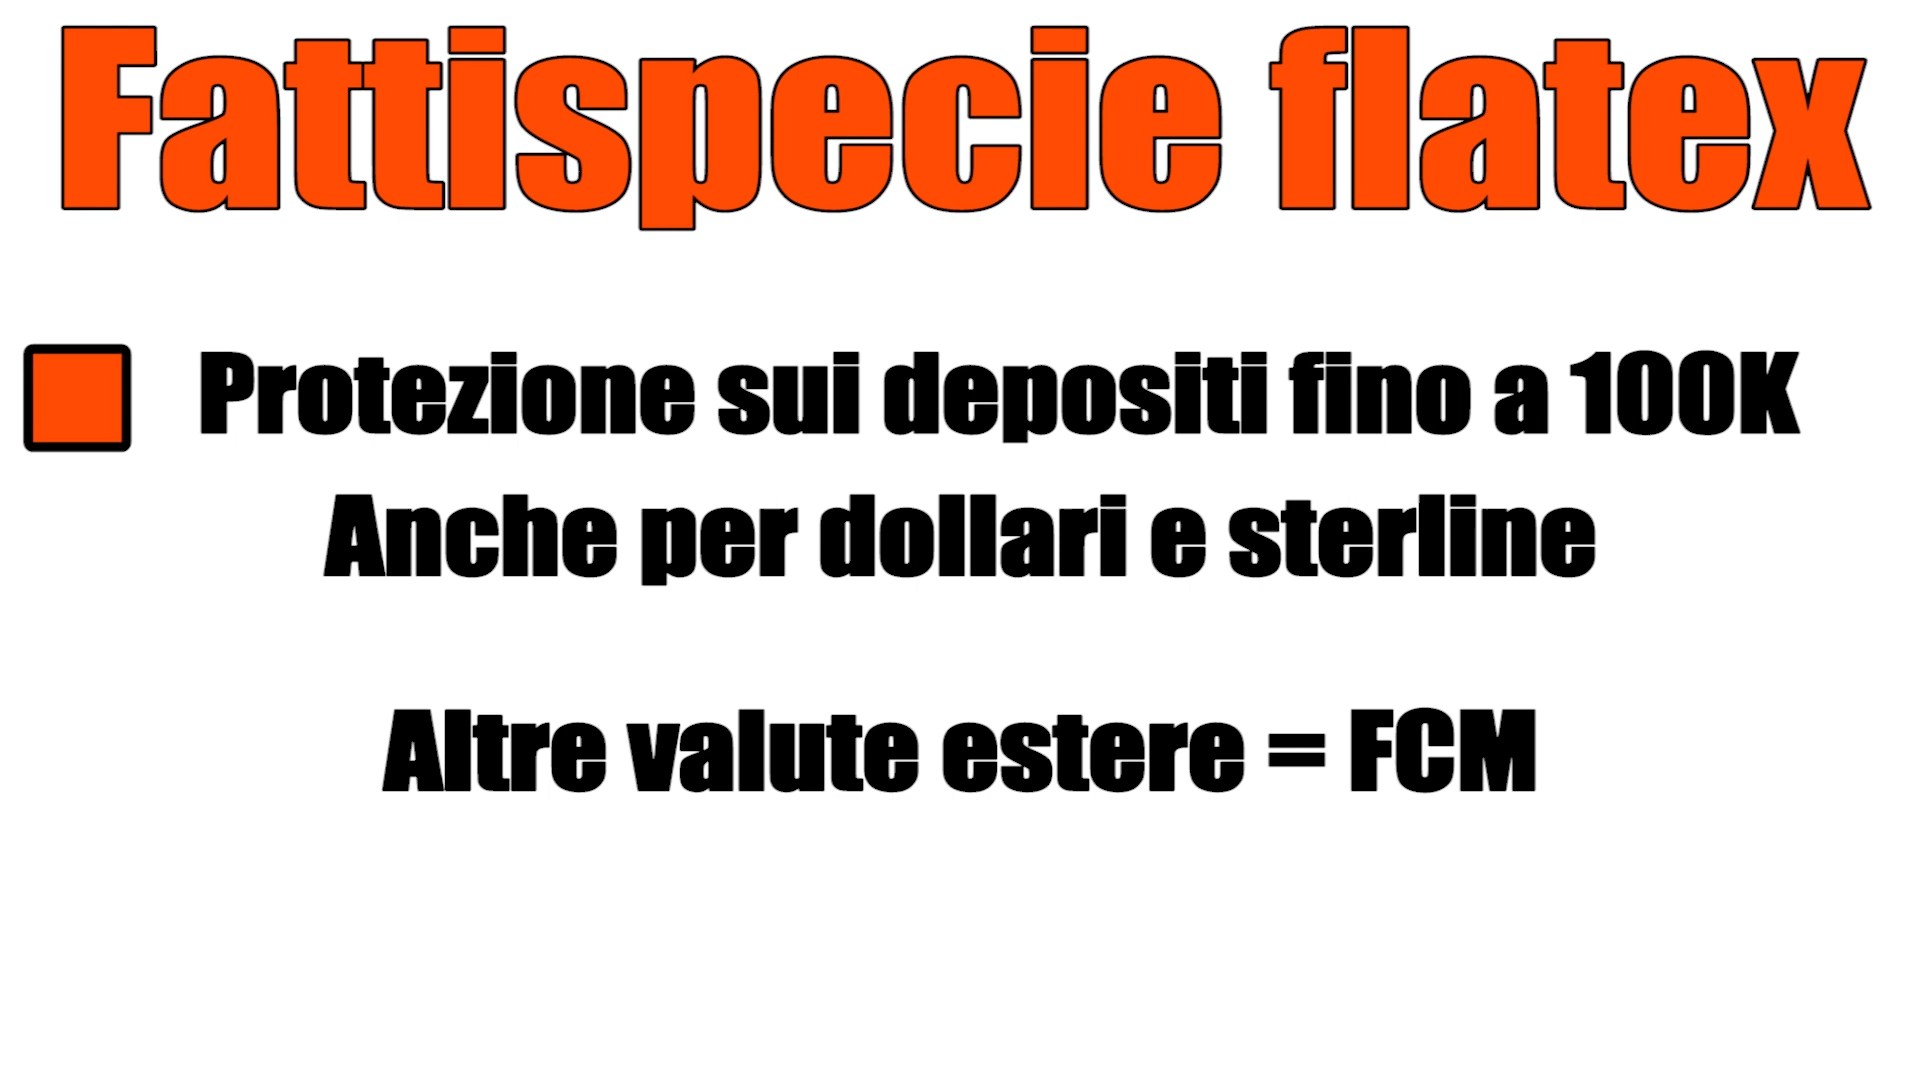 Fattispecie flatex
Protezione sui depositi fino a 100K
Anche per dollari e sterline
Altre valute estere = FCM